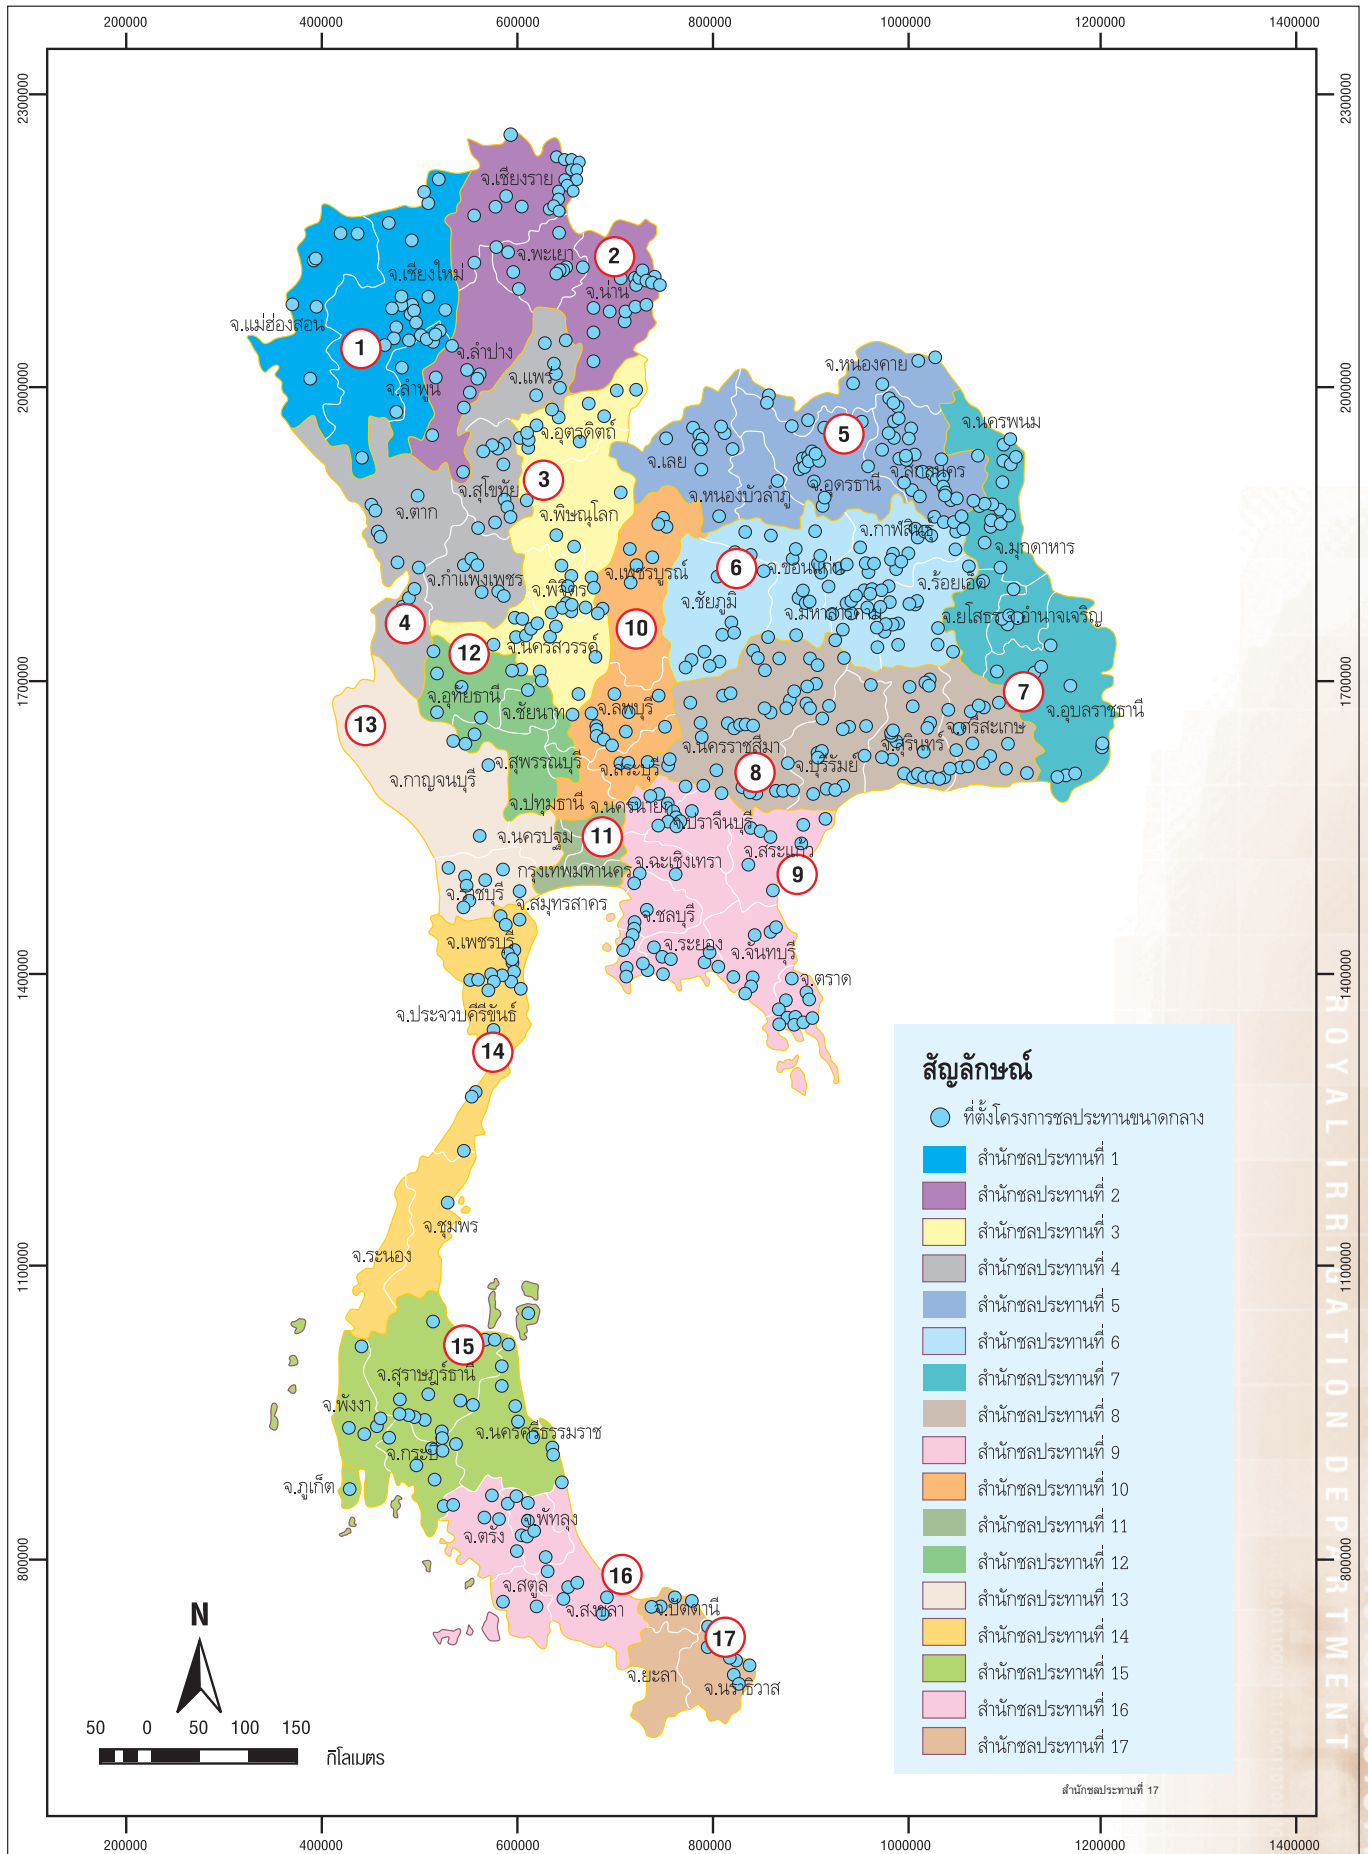 200000 400000 600000 800000 1000000 1200000 1400000
2300000 2300000
จ.เชียงราย
จ.พะเยา
2
จ.เชียงใหม่
จ.น่าน
จ.แม่ฮ่องสอน
1
จ.ลำปาง
จ.หนองคาย
จ.แพร่
จ.ลำพูน
2000000 2000000
จ.นครพนม
จ.อุตรดิตถ์
5
จ.เลย
จ.สกลนคร
3
จ.สุโขทัย
จ.อุดรธานี
จ.หนองบัวลำภู
จ.ตาก
จ.พิษณุโลก
จ.กาฬสินธุ์
จ.มุกดาหาร
6
จ.ขอนแก่น
จ.เพชรบูรณ์
จ.กำแพงเพชร
จ.ร้อยเอ็ด
จ.พิจิตร
จ.ชัยภูมิ
จ.มหาสารคาม
จ.ยโสธร
จ.อำนาจเจริญ
4
10
จ.นครสวรรค์
12
1700000 1700000
จ.อุทัยธานี
7
จ.ชัยนาท
จ.ลพบุรี
จ.อุบลราชธานี
13
จ.ศรีสะเกษ
จ.นครราชสีมา
จ.สุรินทร์
จ.สุพรรณบุรี
จ.สระบุรี
จ.บุรีรัมย์
8
จ.กาญจนบุรี
จ.ปทุมธานี
จ.นครนายก
จ.ปราจีนบุรี
จ.นครปฐม
11
จ.สระแก้ว
จ.ฉะเชิงเทรา
กรุงเทพมหานคร
9
จ.ราชบุรี
จ.สมุทรสาคร
จ.ชลบุรี
จ.เพชรบุรี
จ.ระยอง
จ.จันทบุรี
1400000 1400000
จ.ตราด
จ.ประจวบคีรีขันธ์
14
สัญลักษณ์
ที่ตั้งโครงการชลประทานขนาดกลาง
สำนักชลประทานที่ 1
สำนักชลประทานที่ 2
สำนักชลประทานที่ 3
สำนักชลประทานที่ 4
สำนักชลประทานที่ 5
สำนักชลประทานที่ 6
สำนักชลประทานที่ 7
สำนักชลประทานที่ 8
สำนักชลประทานที่ 9
สำนักชลประทานที่ 10
สำนักชลประทานที่ 11
สำนักชลประทานที่ 12
สำนักชลประทานที่ 13
สำนักชลประทานที่ 14
สำนักชลประทานที่ 15
สำนักชลประทานที่ 16
สำนักชลประทานที่ 17
สำนักชลประทานที่ 17
จ.ชุมพร
จ.ระนอง
1100000 1100000
15
จ.สุราษฎร์ธานี
จ.พังงา
จ.นครศรีธรรมราช
จ.กระบี่
จ.ภูเก็ต
จ.พัทลุง
จ.ตรัง
800000 800000
16
จ.สตูล
จ.สงขลา
จ.ปัตตานี
17
จ.ยะลา
จ.นราธิวาส
N
50 0 50 100 150
กิโลเมตร
200000 400000 600000 800000 1000000 1200000 1400000
ROYAL IRRIGATION DEPARTMENT